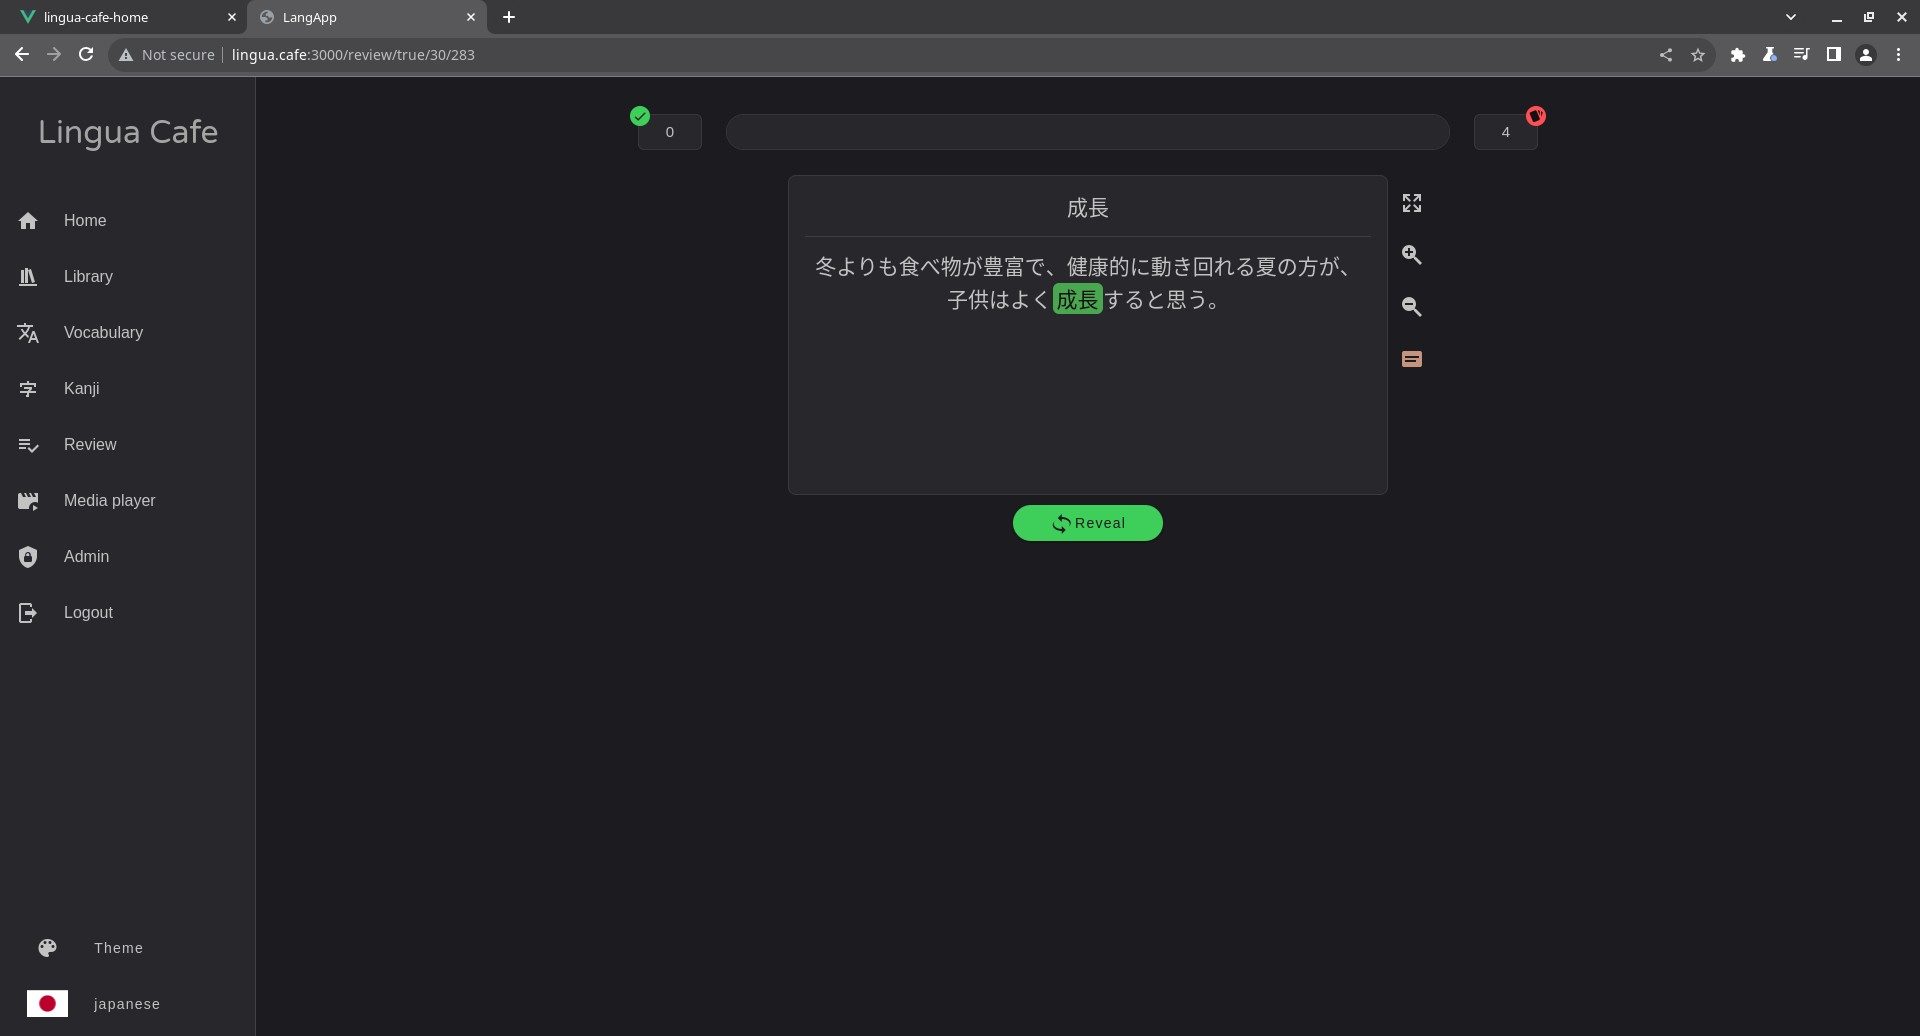 lingua-cafe-home
LangApp
Not secure
lingua.cafe:3000/review/true/30/283
Lingua Cafe
Home
Library
Vocabulary
Kanji
Review
Media player
Admin
Logout
Theme
japanese
0
4
成長
冬よりも食べ物が豊富で、健康的に動き回れる夏の方が、
子供はよく成長すると思う。
Reveal